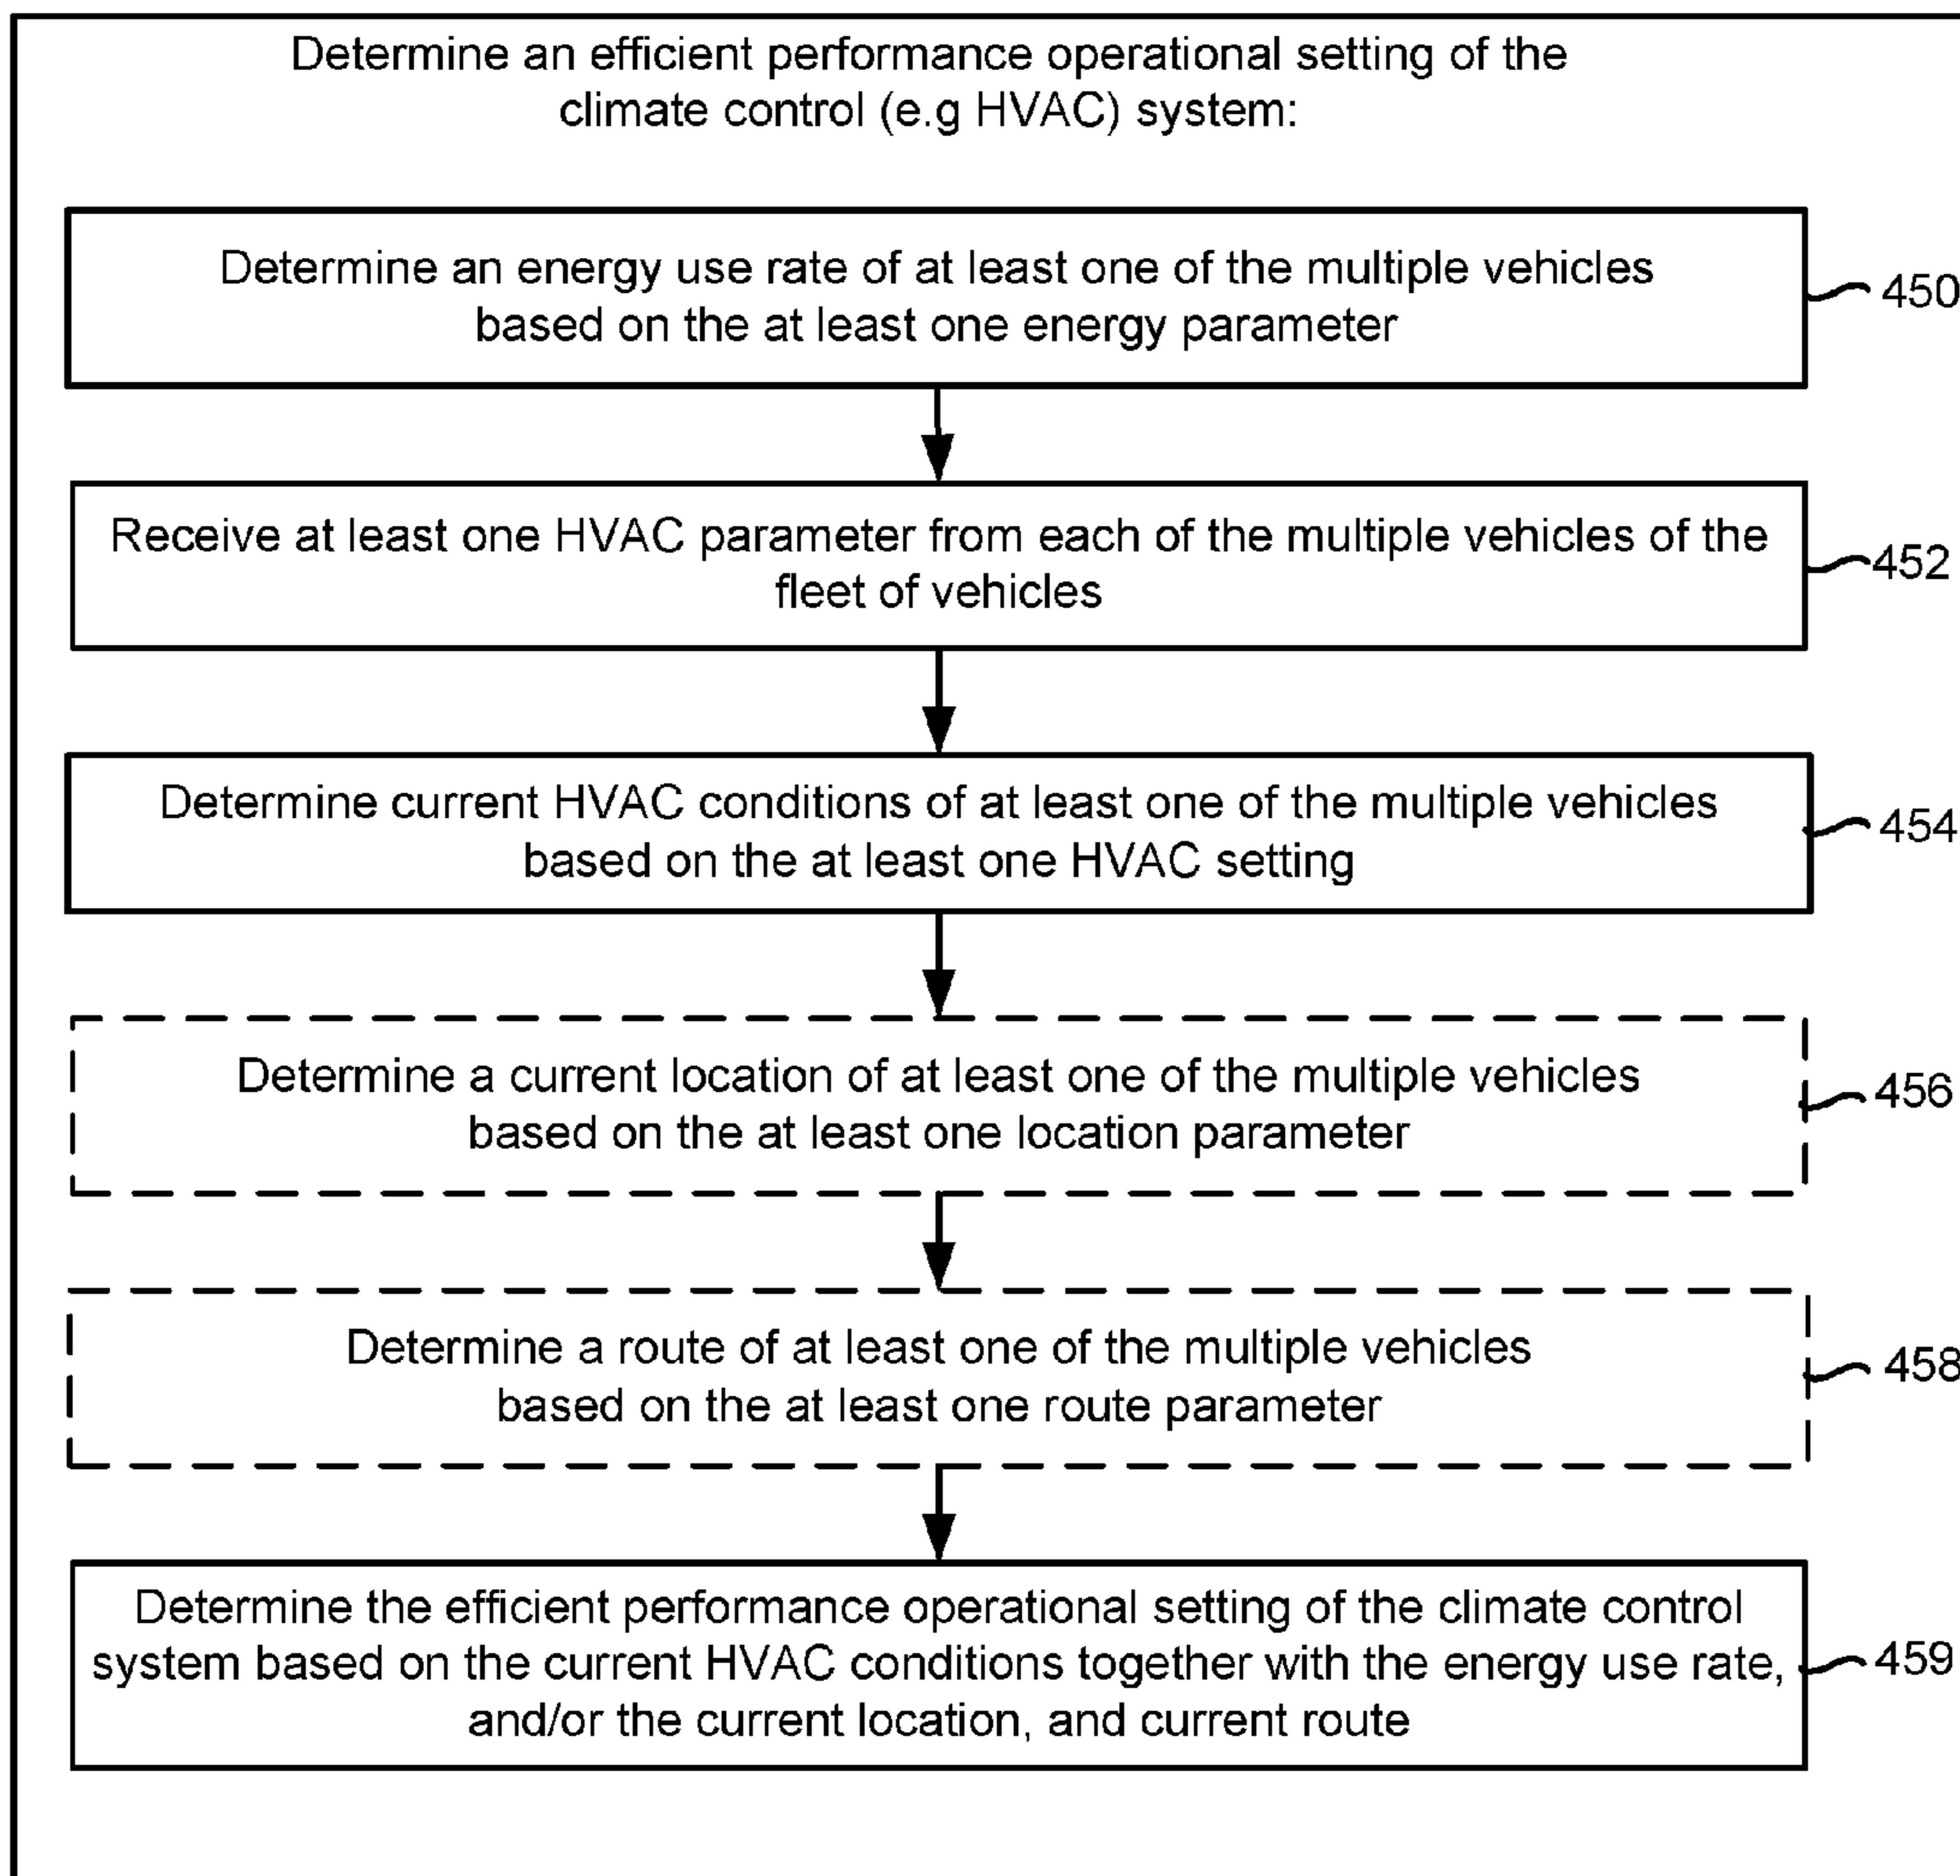 Determine an efficient performance operational setting of the
climate control (e.g HVAC) system:
Determine an energy use rate of at least one of the multiple vehicles
based on the at least one energy parameter
450
Receive at least one HVAC parameter from each of the multiple vehicles of the
fleet of vehicles
452
Determine current HVAC conditions of at least one of the multiple vehicles
based on the at least one HVAC setting
454
Determine a current location of at least one of the multiple vehicles
based on the at least one location parameter
456
Determine a route of at least one of the multiple vehicles
based on the at least one route parameter
458
Determine the efficient performance operational setting of the climate control
system based on the current HVAC conditions together with the energy use rate,
and/or the current location, and current route
459